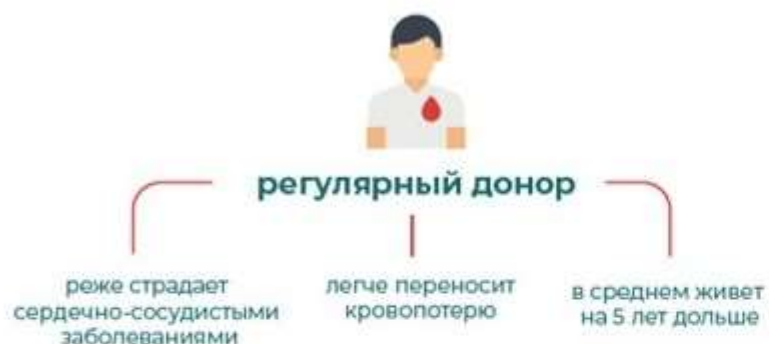 регулярный донор
реже страдает
сердечно-сосудистыми
заболеваниями
легче переносит
кровопотерю
в среднем живет
на 5 лет дольше